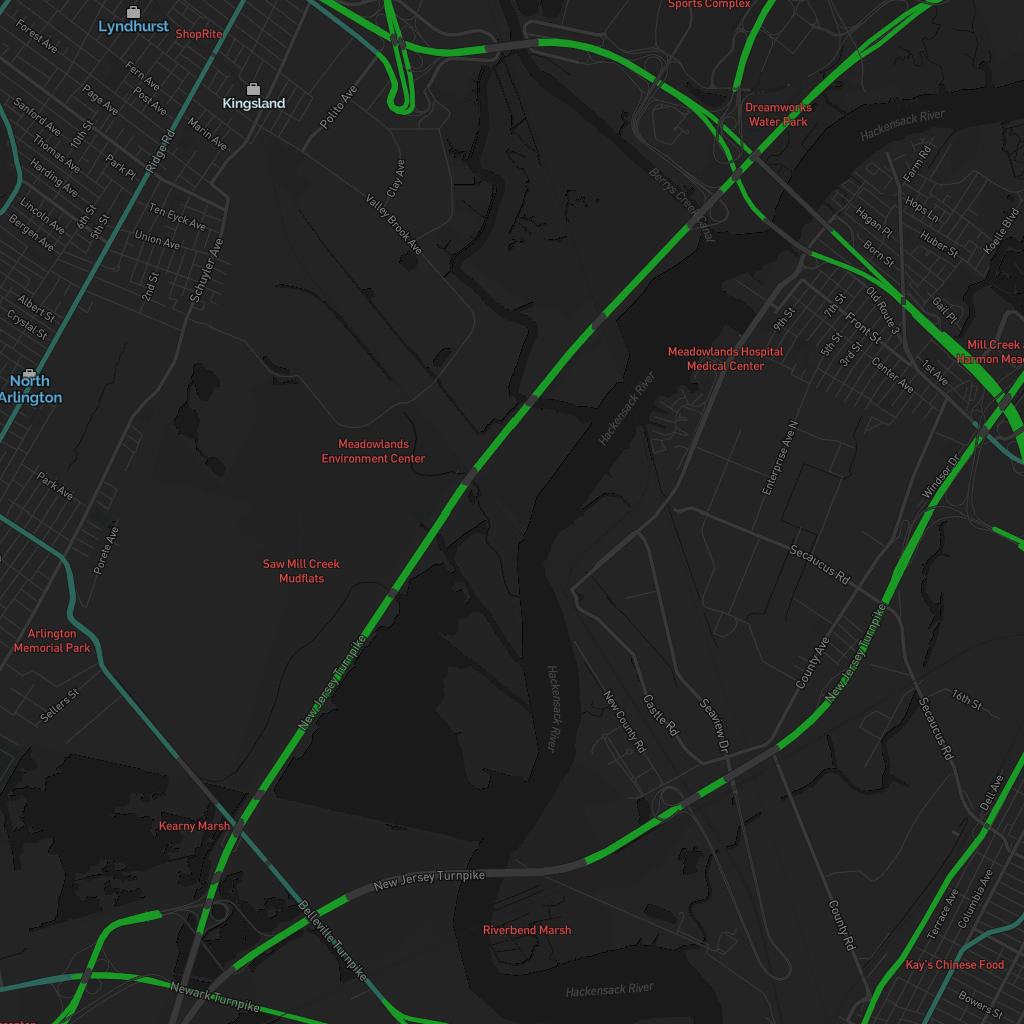 Sports Complex
Lyndhurst
ShopRite
Forest Ave
Fern Ave
Page Ave
Post Ave
Kingsland
Polito Ave
Dreamworks
Water Park
Hackensack River
Sanford Ave
10th St
Marin Ave
Thomas Ave
Ridge Rd
Park Pl
Harding Ave
Clay Ave
Farm Rd
Berrys Creek Canal
Lincoln Ave
6th St
5th St
Bergen Ave
Ten Eyck Ave
Union Ave
Valley Brook Ave
Hops Ln
Hagan Pl
Huber St
Koelle Blvd
Born St
2nd St
Schuyler Ave
Albert St
Crystal St
9th St
7th St
Old Route 3
Gail Pl
Front St
5th St
3rd St
Meadowlands Hospital
Medical Center
Mill Creek
Harmon Mea
Center Ave
1st Ave
North
Arlington
Hackensack River
Meadowlands
Environment Center
Enterprise Ave N
Windsor Dr
Park Ave
Porete Ave
Saw Mill Creek
Mudflats
Secaucus Rd
Arlington
Memorial Park
New Jersey Turnpike
New Jersey Turnpike
County Ave
Sellers St
Hackensack River
New County Rd
Castle Rd
Seaview Dr
16th St
Secaucus Rd
Dell Ave
Kearny Marsh
New Jersey Turnpike
Belleville Turnpike
Riverbend Marsh
County Rd
Terrace Ave
Columbia Ave
Kay's Chinese Food
Newark Turnpike
Hackensack River
Bowers St